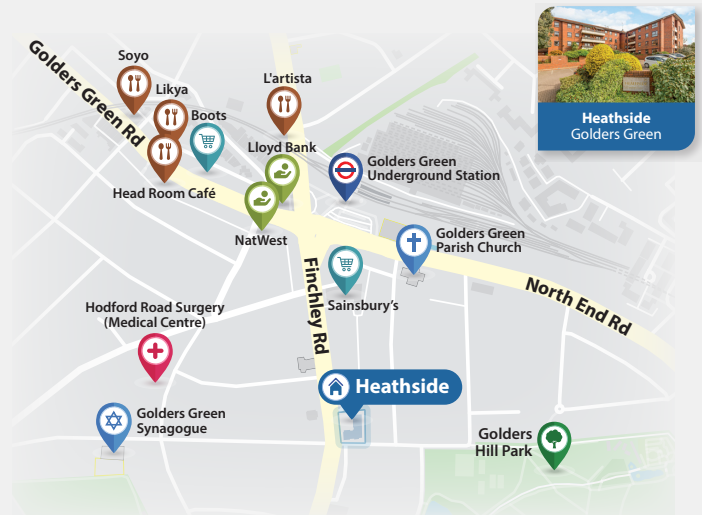 Golders Green Rd
Soyo
Likya
Boots
L'artista
Lloyd Bank
Head Room Café
NatWest
Golders Green
Underground Station
Golders Green
Parish Church
Heathside
Golders Green
Finchley Rd
Sainsbury's
North End Rd
Hodford Road Surgery
(Medical Centre)
Heathside
Golders Green
Synagogue
Golders
Hill Park